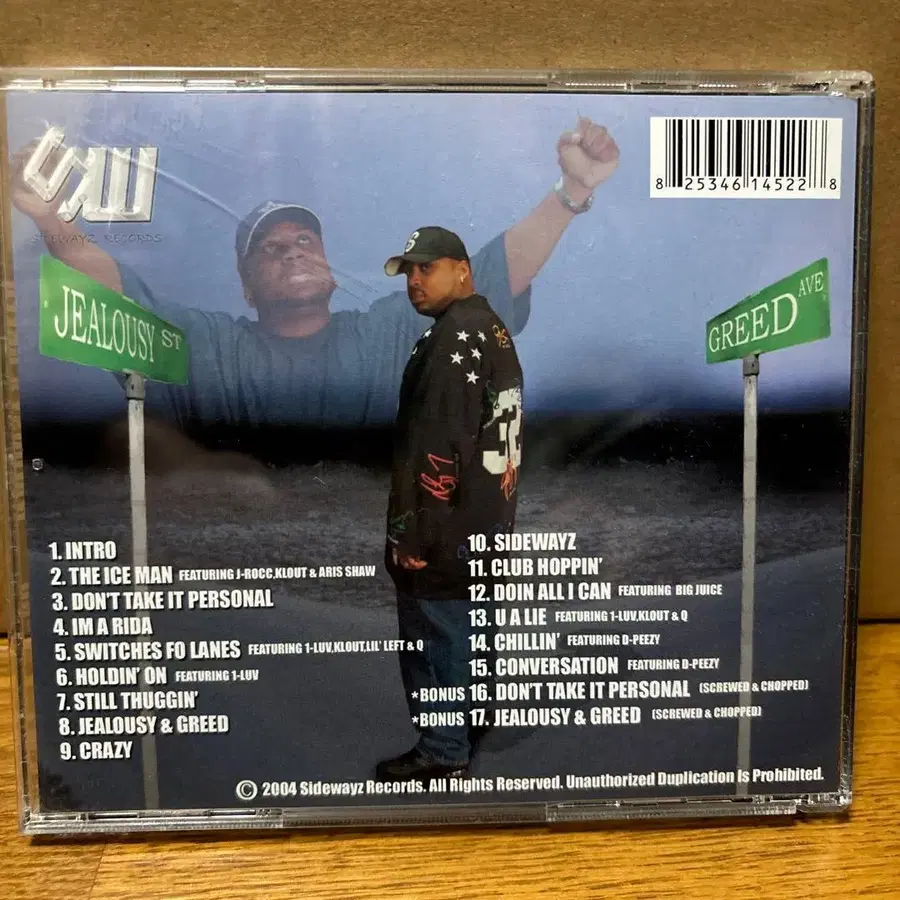 SW
SIDEWAYZ RECORDS
8 25346 14522 8
JEALOUSY ST
GREED AVE
S
32
1. INTRO
2. THE ICE MAN FEATURING J-ROCC,KLOUT & ARIS SHAW
3. DON'T TAKE IT PERSONAL
4. IM A RIDA
5. SWITCHES FO LANES FEATURING 1-LUV,KLOUT,LIL' LEFT & Q
6. HOLDIN' ON FEATURING 1-LUV
7. STILL THUGGIN'
8. JEALOUSY & GREED
9. CRAZY
10. SIDEWAYZ
11. CLUB HOPPIN'
12. DOIN ALL I CAN FEATURING BIG JUICE
13. U A LIE FEATURING 1-LUV,KLOUT & Q
14. CHILLIN' FEATURING D-PEEZY
15. CONVERSATION FEATURING D-PEEZY
*BONUS 16. DON'T TAKE IT PERSONAL (SCREWED & CHOPPED)
*BONUS 17. JEALOUSY & GREED (SCREWED & CHOPPED)
© 2004 Sidewayz Records. All Rights Reserved. Unauthorized Duplication Is Prohibited.